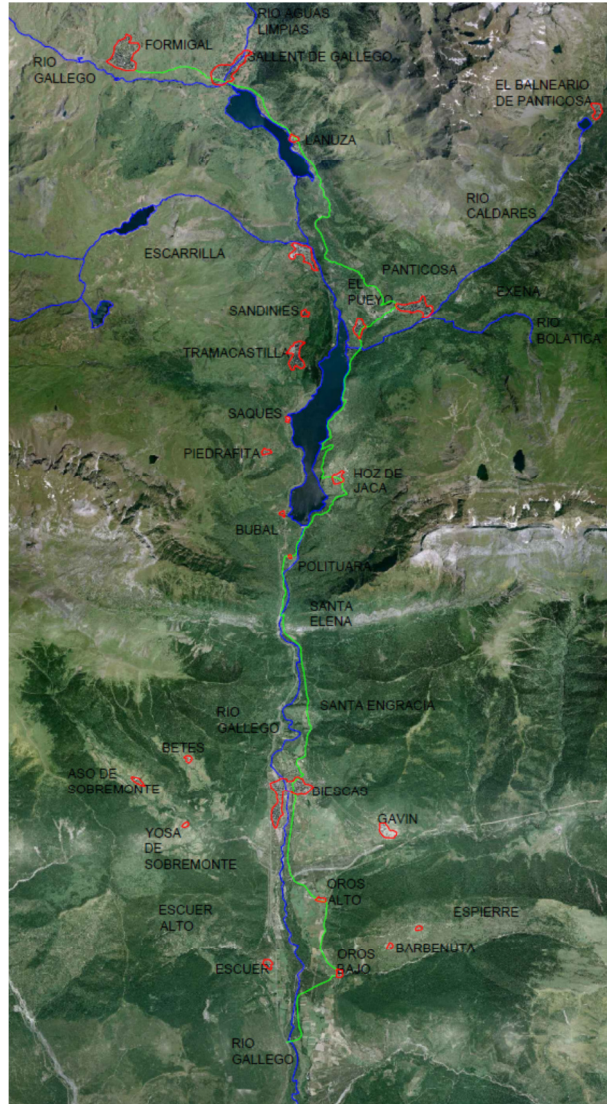 RIO AGUAS
LIMPIAS
FORMIGAL
RIO
GALLEGO
SALLENT DE GALLEGO
EL BALNEARIO
DE PANTICOSA
LANUZA
RIO
CALDARES
ESCARRILLA
PANTICOSA
EXENA
EL
PUEYO
SANDINIES
RIO
BOLATICA
TRAMACASTILLA
SAQUES
PIEDRAFITA
HOZ DE
JACA
BUBAL
POLITUARA
SANTA
ELENA
SANTA ENGRACIA
RIO
GALLEGO
BETES
ASO DE
SOBREMONTE
BIESCAS
GAVIN
YOSA
DE
SOBREMONTE
OROS
ALTO
ESCUER
ALTO
ESPIERRE
BARBENUTA
OROS
BAJO
ESCUER
RIO
GALLEGO